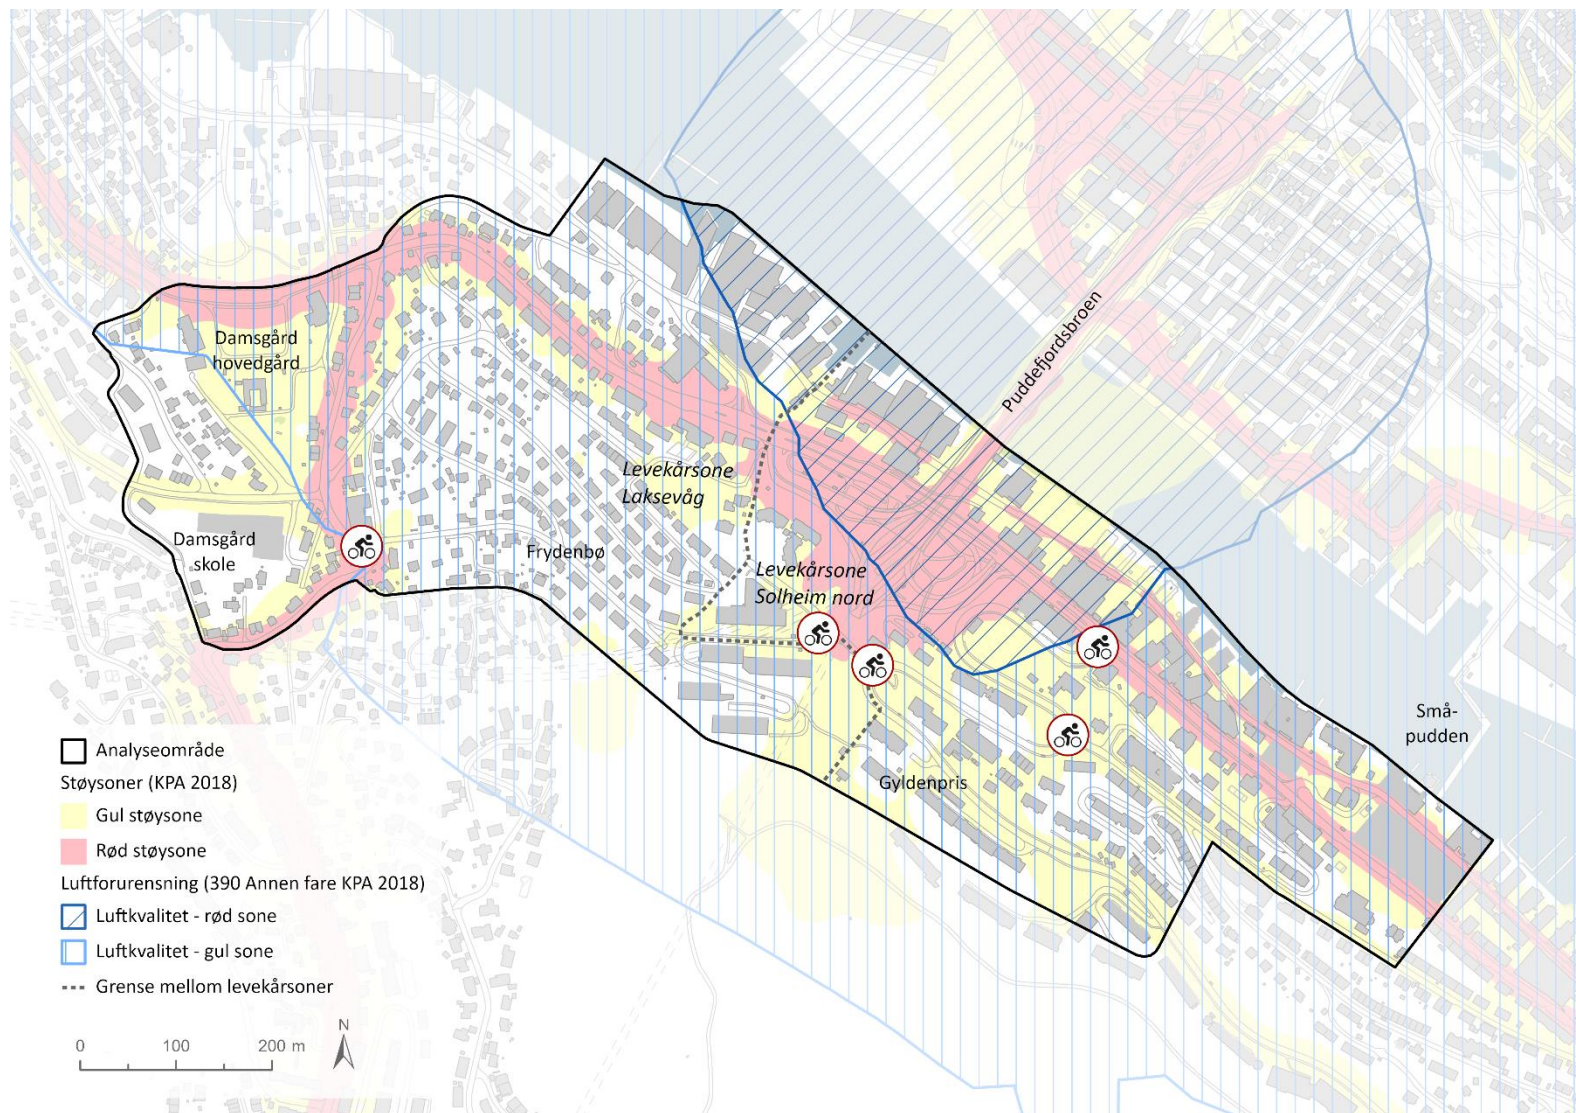 Damsgård
hovedgård
Puddefjordsbroen
Levekårsone
Laksevåg
Damsgård
skole
Frydenbø
Levekårsone
Solheim nord
Små-
pudden
Gyldenpris
Analyseområde
Støysoner (KPA 2018)
Gul støysone
Rød støysone
Luftforurensning (390 Annen fare KPA 2018)
Luftkvalitet - rød sone
Luftkvalitet - gul sone
Grense mellom levekårsoner
N
0 100 200 m